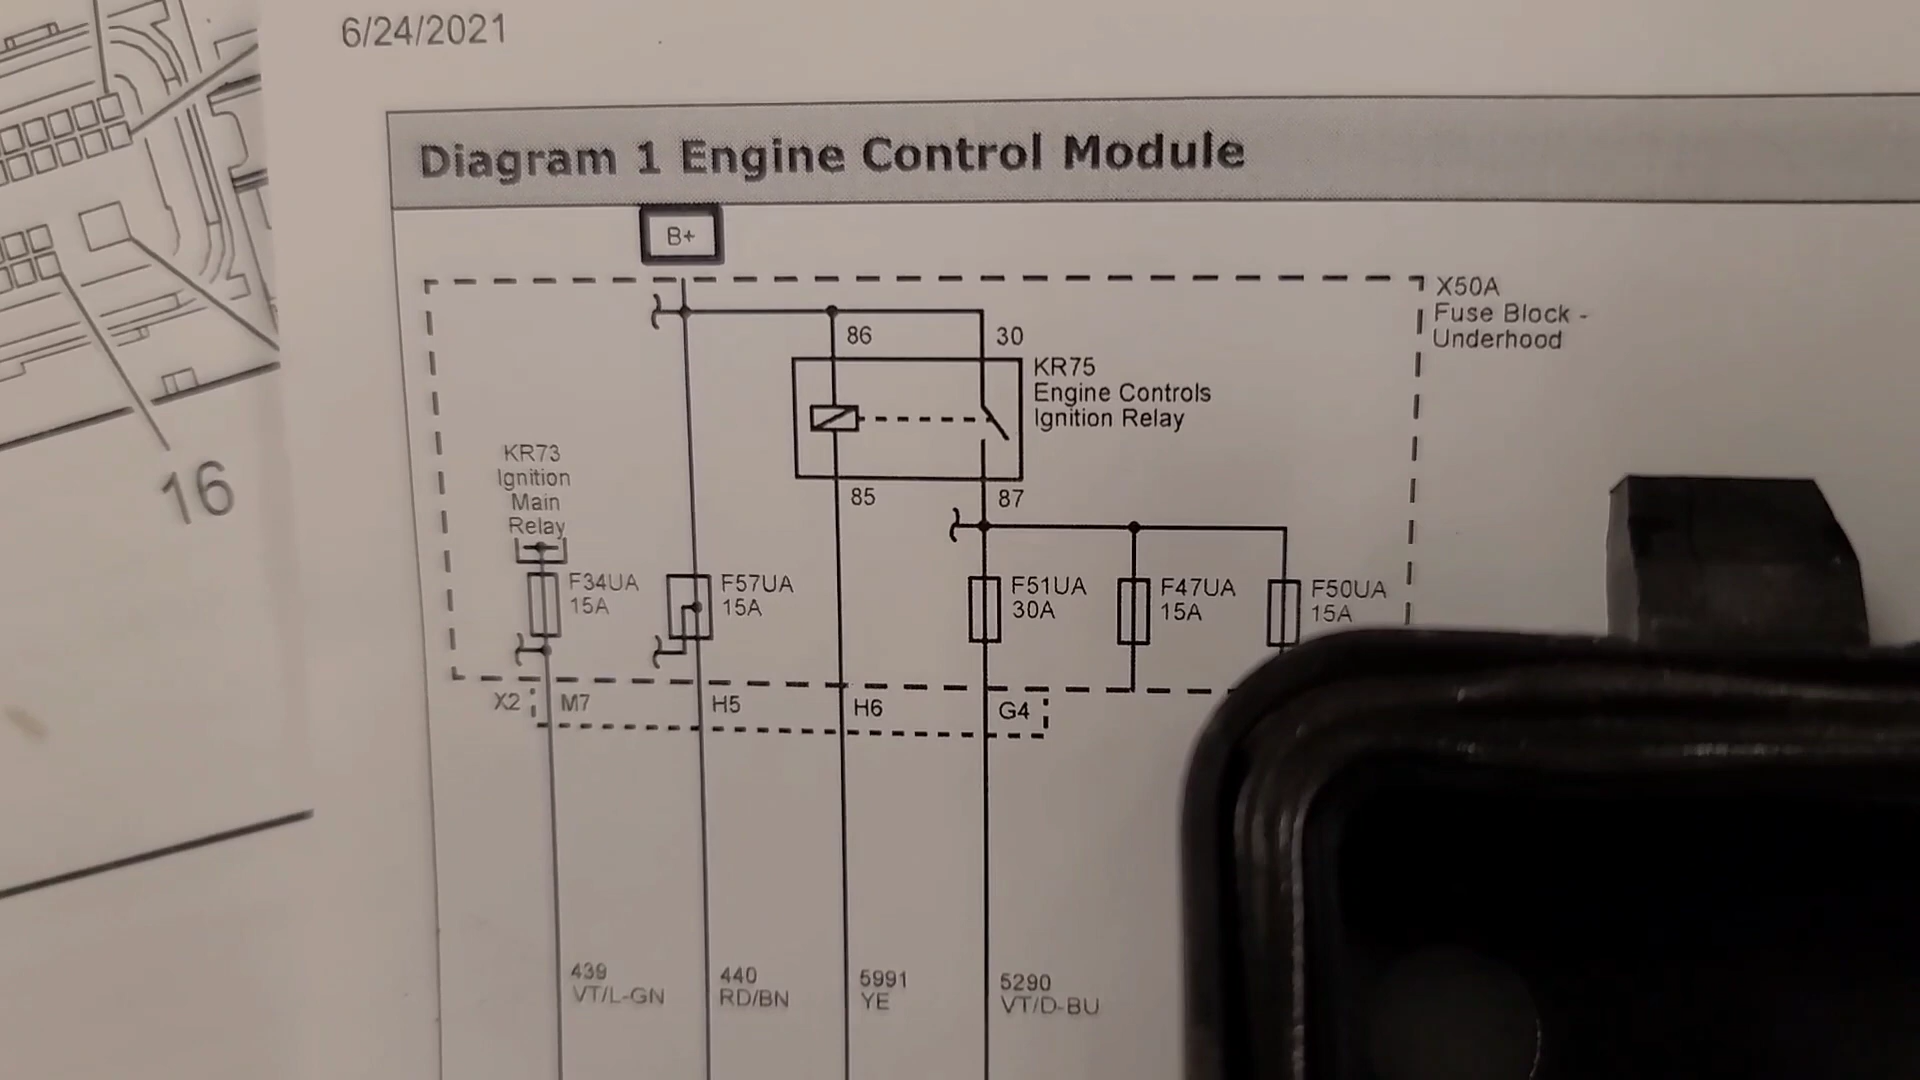 6/24/2021
Diagram 1 Engine Control Module
B+
X50A
Fuse Block -
Underhood
86
30
KR75
Engine Controls
Ignition Relay
KR73
Ignition
Main
Relay
85
87
16
F34UA
15A
F57UA
15A
F51UA
30A
F47UA
15A
F50UA
15A
X2
M7
H5
H6
G4
439
VT/L-GN
440
RD/BN
5991
YE
5290
VT/D-BU